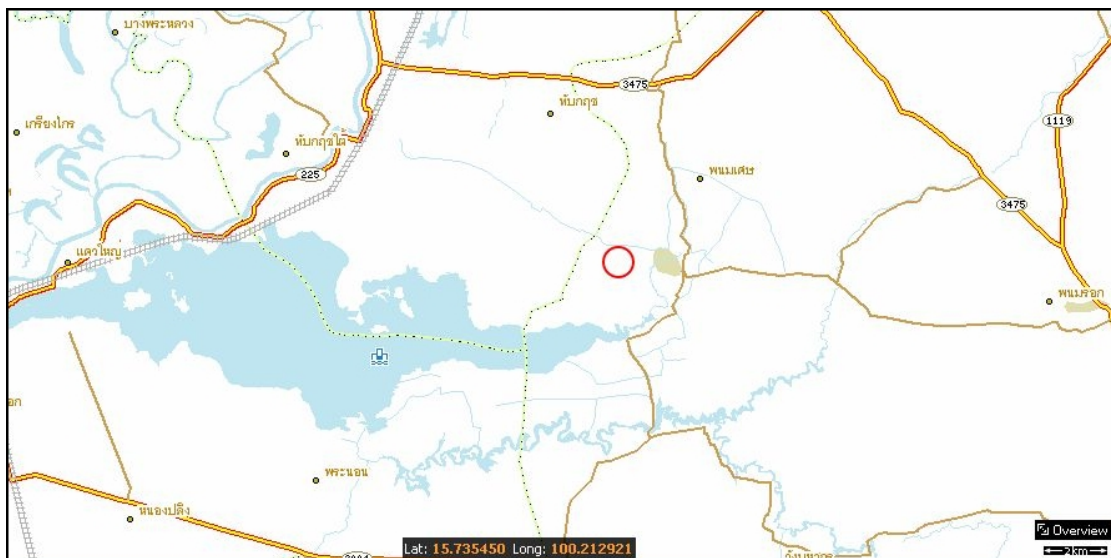 บางพระหลวง
3475
ทับกฤช
เกรียงไกร
1119
ทับกฤชใต้
225
พนมเศษ
3475
แควใหญ่
พนมรอก
พระนอน
หนองปลิง
Overview
Lat: 15.735450 Long: 100.212921
2km